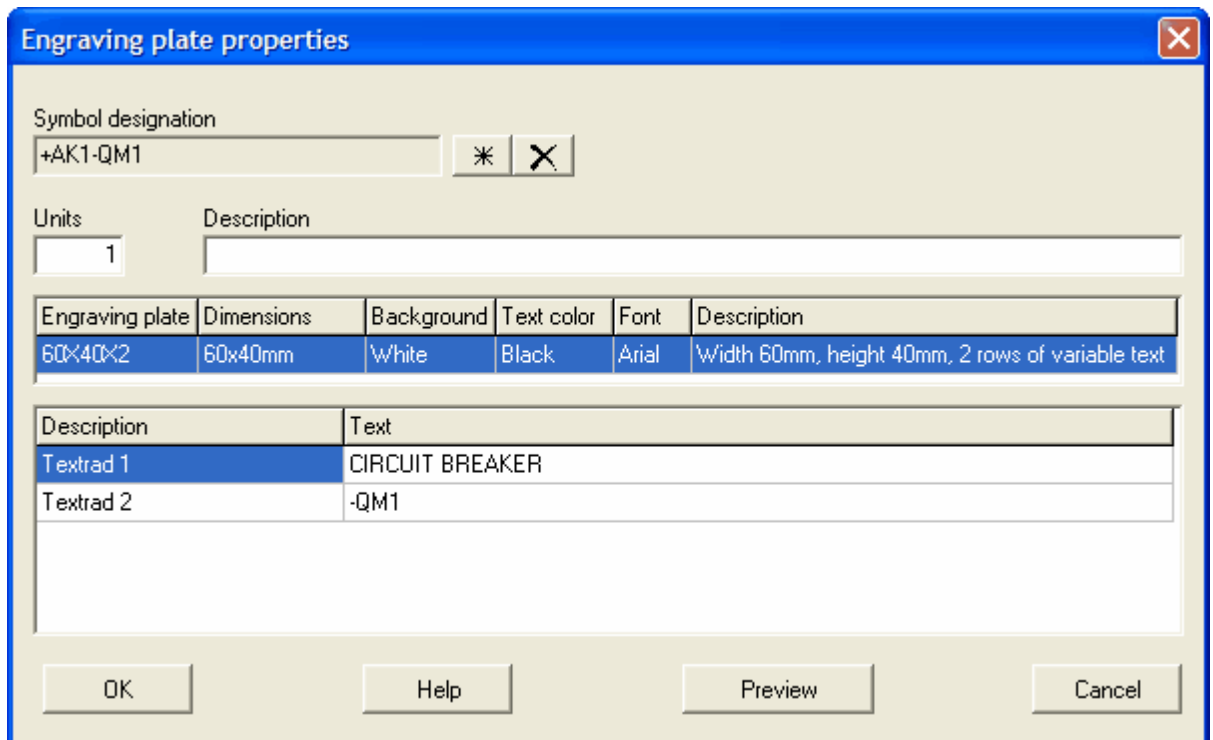 Engraving plate properties
Symbol designation
+AK1-QM1
Units Description
1
Engraving plate Dimensions Background Text color Font Description
60X40X2 60x40mm White Black Arial Width 60mm, height 40mm, 2 rows of variable text
Description Text
Textrad 1 CIRCUIT BREAKER
Textrad 2 -QM1
OK Help Preview Cancel